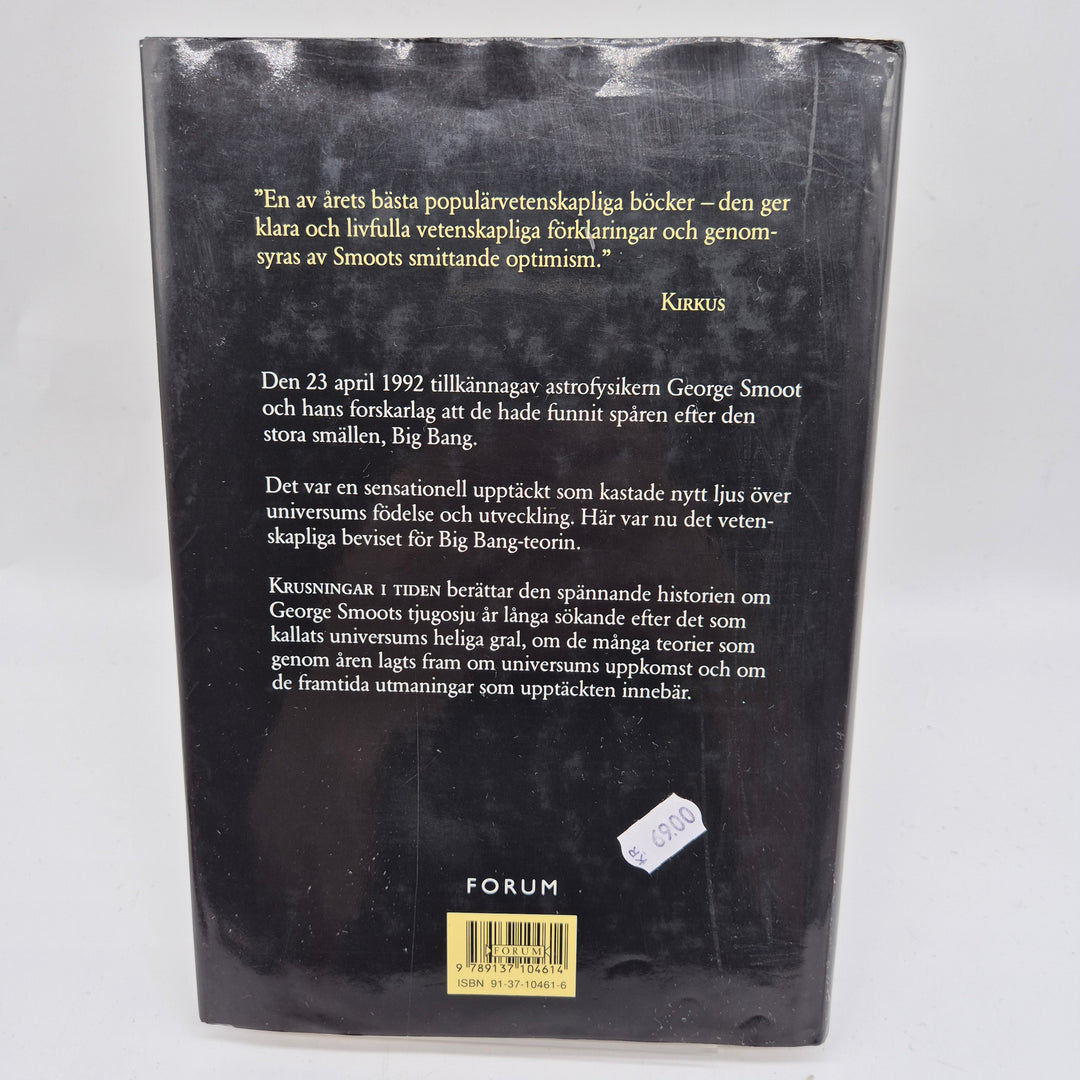 ”En av årets bästa populärvetenskapliga böcker – den ger
klara och livfulla vetenskapliga förklaringar och genom-
syras av Smoots smittande optimism.”
KIRKUS
Den 23 april 1992 tillkännagav astrofysikern George Smoot
och hans forskarlag att de hade funnit spåren efter den
stora smällen, Big Bang.
Det var en sensationell upptäckt som kastade nytt ljus över
universums födelse och utveckling. Här var nu det veten-
skapliga beviset för Big Bang-teorin.
KRUSNINGAR I TIDEN berättar den spännande historien om
George Smoots tjugosju år långa sökande efter det som
kallats universums heliga gral, om de många teorier som
genom åren lagts fram om universums uppkomst och om
de framtida utmaningar som upptäckten innebär.
KR 69.00
FORUM
FORUM
9 789137 104614
ISBN 91-37-10461-6